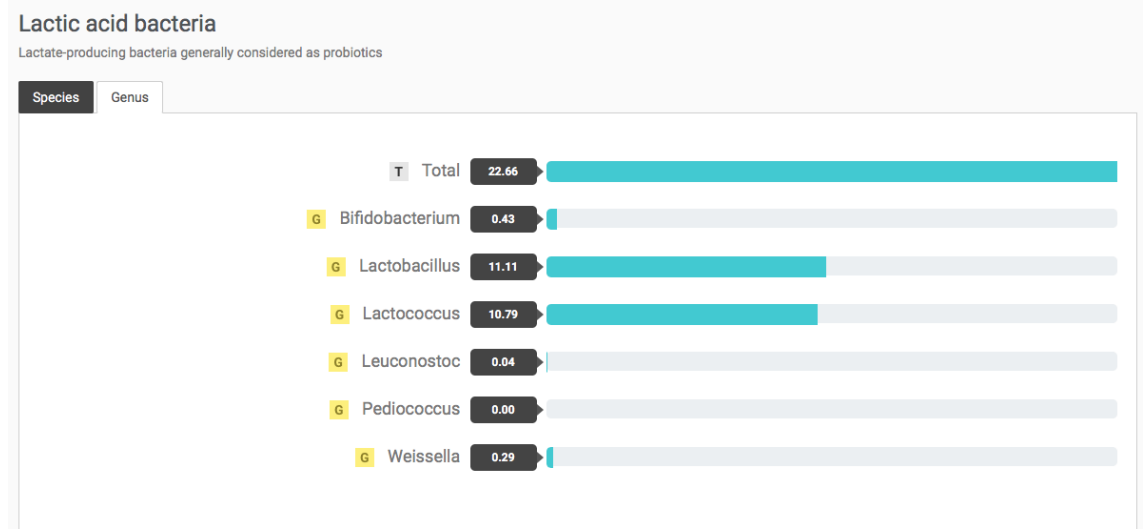 Lactic acid bacteria
Lactate-producing bacteria generally considered as probiotics
Species Genus
T Total 22.66
G Bifidobacterium 0.43
G Lactobacillus 11.11
G Lactococcus 10.79
G Leuconostoc 0.04
G Pediococcus 0.00
G Weissella 0.29